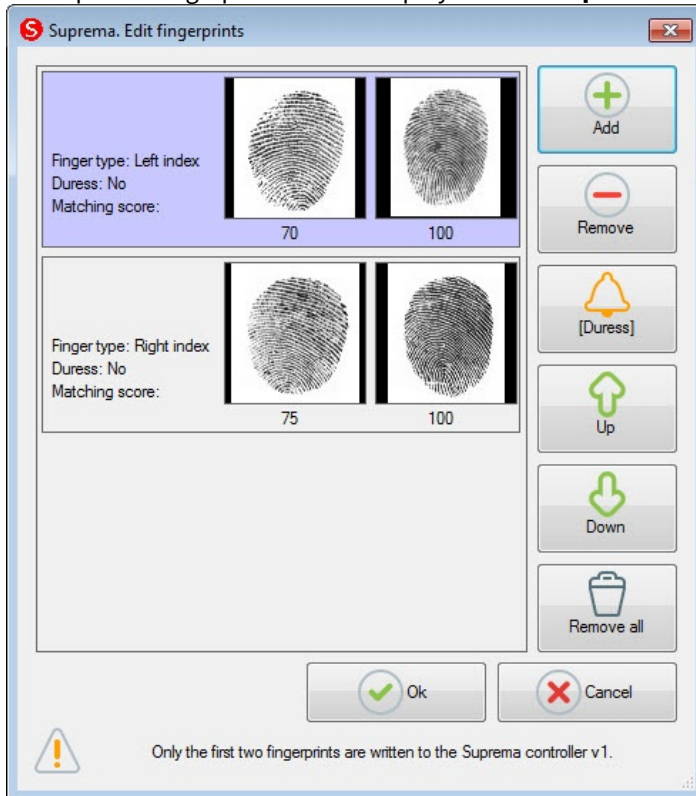 Suprema. Edit fingerprints
Finger type: Left index
Duress: No
Matching score:
70
100
Finger type: Right index
Duress: No
Matching score:
75
100
Add
Remove
[Duress]
Up
Down
Remove all
Ok
Cancel
Only the first two fingerprints are written to the Suprema controller v1.